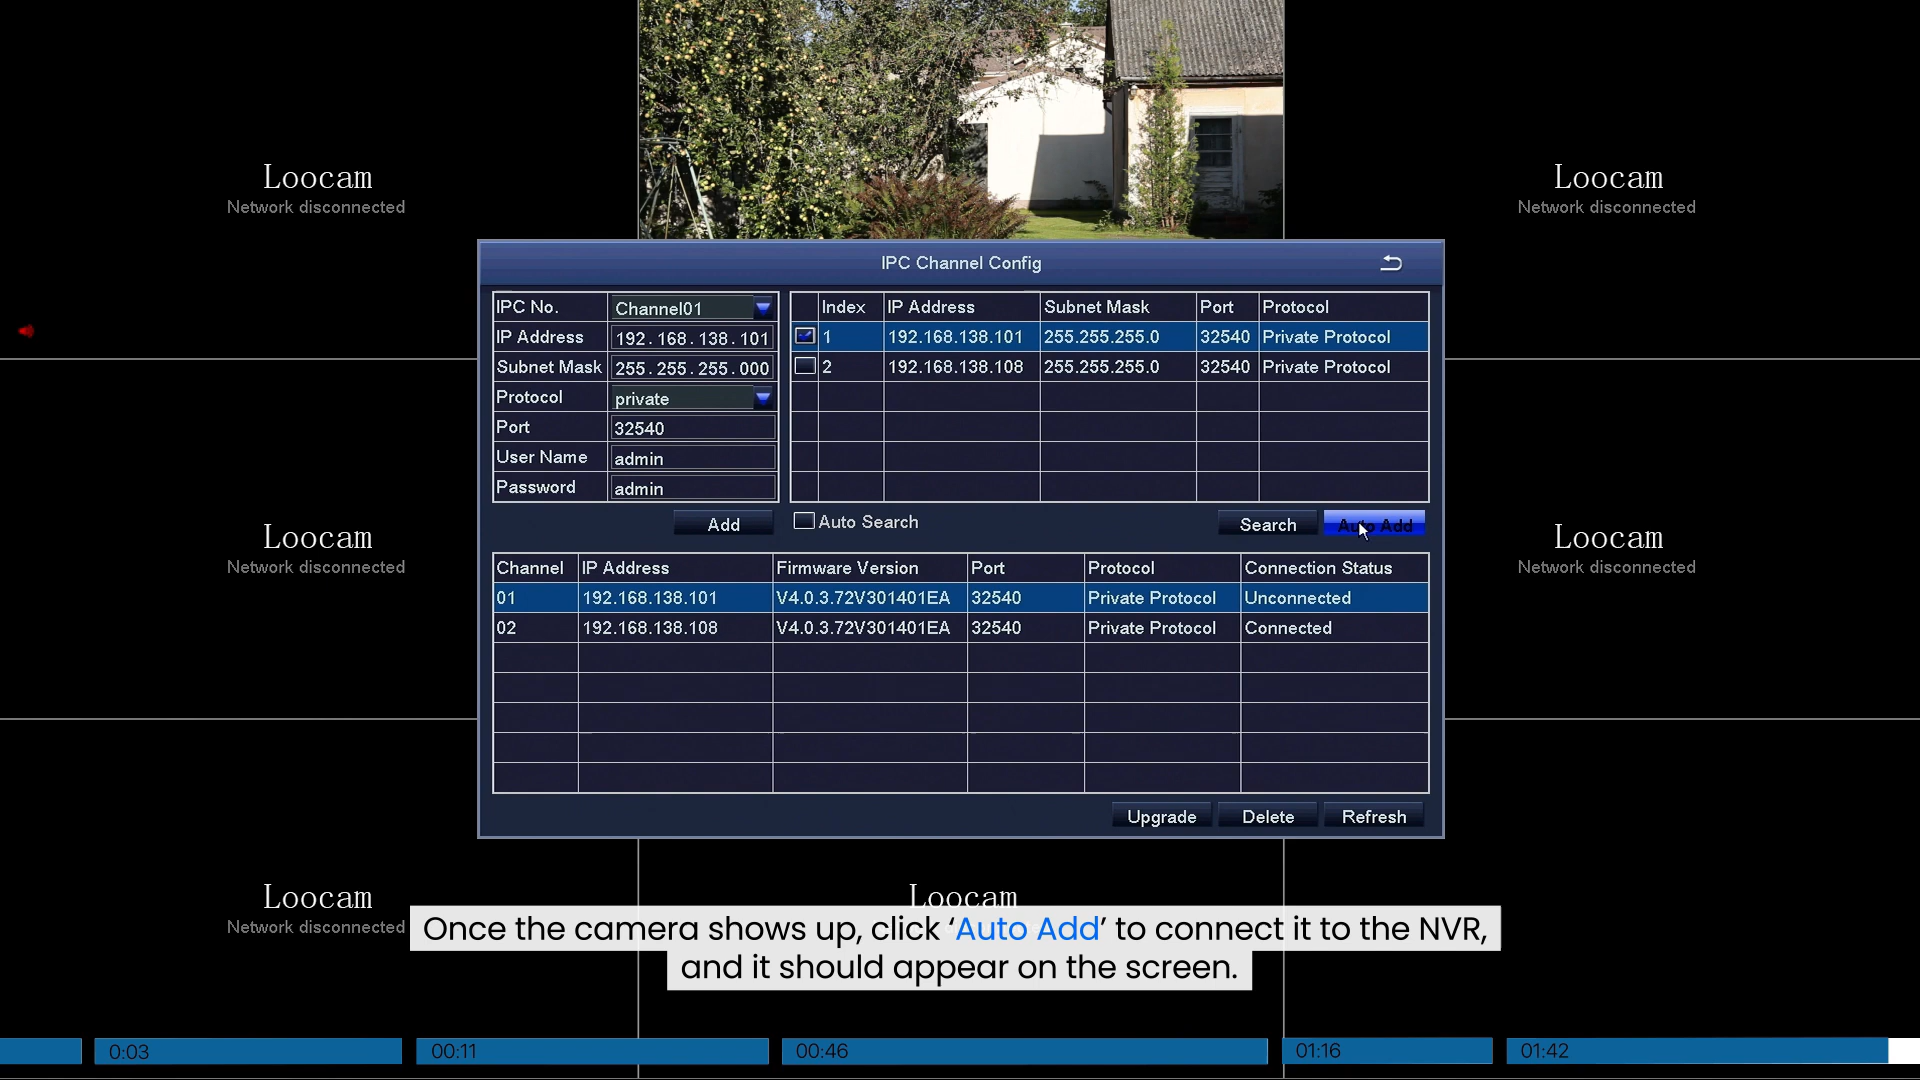 Loocam
Network disconnected
Loocam
Network disconnected
IPC Channel Config
IPC No. Channel01
IP Address 192.168.138.101
Subnet Mask 255.255.255.000
Protocol private
Port 32540
User Name admin
Password admin
Add
Index IP Address Subnet Mask Port Protocol
1 192.168.138.101 255.255.255.0 32540 Private Protocol
2 192.168.138.108 255.255.255.0 32540 Private Protocol
Auto Search Search Auto Add
Loocam
Network disconnected
Loocam
Network disconnected
Channel IP Address Firmware Version Port Protocol Connection Status
01 192.168.138.101 V4.0.3.72V301401EA 32540 Private Protocol Unconnected
02 192.168.138.108 V4.0.3.72V301401EA 32540 Private Protocol Connected
Upgrade Delete Refresh
Loocam
Network disconnected
Loocam
Once the camera shows up, click ‘Auto Add’ to connect it to the NVR,
and it should appear on the screen.
0:03 00:11 00:46 01:16 01:42